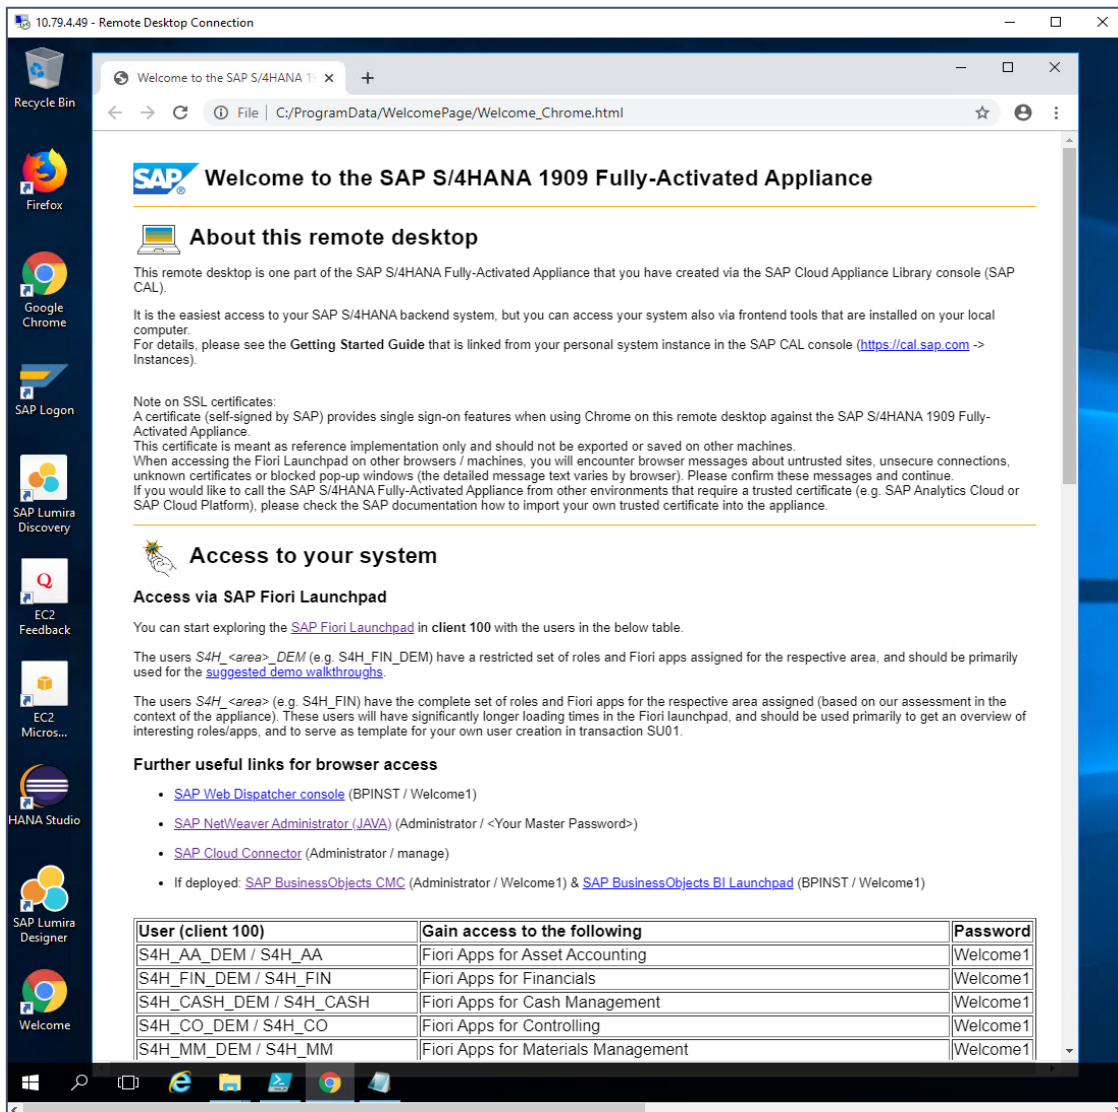 10.79.4.49 - Remote Desktop Connection
Recycle Bin
Firefox
Google
Chrome
SAP Logon
SAP Lumira
Discovery
Q
EC2
Feedback
EC2
Micros...
HANA Studio
SAP Lumira
Designer
Welcome
Welcome to the SAP S/4HANA 19
File | C:/ProgramData/WelcomePage/Welcome_Chrome.html
SAP Welcome to the SAP S/4HANA 1909 Fully-Activated Appliance
About this remote desktop
This remote desktop is one part of the SAP S/4HANA Fully-Activated Appliance that you have created via the SAP Cloud Appliance Library console (SAP
CAL).
It is the easiest access to your SAP S/4HANA backend system, but you can access your system also via frontend tools that are installed on your local
computer.
For details, please see the Getting Started Guide that is linked from your personal system instance in the SAP CAL console (https://cal.sap.com ->
Instances).
Note on SSL certificates:
A certificate (self-signed by SAP) provides single sign-on features when using Chrome on this remote desktop against the SAP S/4HANA 1909 Fully-
Activated Appliance.
This certificate is meant as reference implementation only and should not be exported or saved on other machines.
When accessing the Fiori Launchpad on other browsers / machines, you will encounter browser messages about untrusted sites, unsecure connections,
unknown certificates or blocked pop-up windows (the detailed message text varies by browser). Please confirm these messages and continue.
If you would like to call the SAP S/4HANA Fully-Activated Appliance from other environments that require a trusted certificate (e.g. SAP Analytics Cloud or
SAP Cloud Platform), please check the SAP documentation how to import your own trusted certificate into the appliance.
Access to your system
Access via SAP Fiori Launchpad
You can start exploring the SAP Fiori Launchpad in client 100 with the users in the below table.
The users S4H_<area>_DEM (e.g. S4H_FIN_DEM) have a restricted set of roles and Fiori apps assigned for the respective area, and should be primarily
used for the suggested demo walkthroughs.
The users S4H_<area> (e.g. S4H_FIN) have the complete set of roles and Fiori apps for the respective area assigned (based on our assessment in the
context of the appliance). These users will have significantly longer loading times in the Fiori launchpad, and should be used primarily to get an overview of
interesting roles/apps, and to serve as template for your own user creation in transaction SU01.
Further useful links for browser access
• SAP Web Dispatcher console (BPINST / Welcome1)
• SAP NetWeaver Administrator (JAVA) (Administrator / <Your Master Password>)
• SAP Cloud Connector (Administrator / manage)
• If deployed: SAP BusinessObjects CMC (Administrator / Welcome1) & SAP BusinessObjects BI Launchpad (BPINST / Welcome1)
User (client 100) Gain access to the following Password
S4H_AA_DEM / S4H_AA Fiori Apps for Asset Accounting Welcome1
S4H_FIN_DEM / S4H_FIN Fiori Apps for Financials Welcome1
S4H_CASH_DEM / S4H_CASH Fiori Apps for Cash Management Welcome1
S4H_CO_DEM / S4H_CO Fiori Apps for Controlling Welcome1
S4H_MM_DEM / S4H_MM Fiori Apps for Materials Management Welcome1